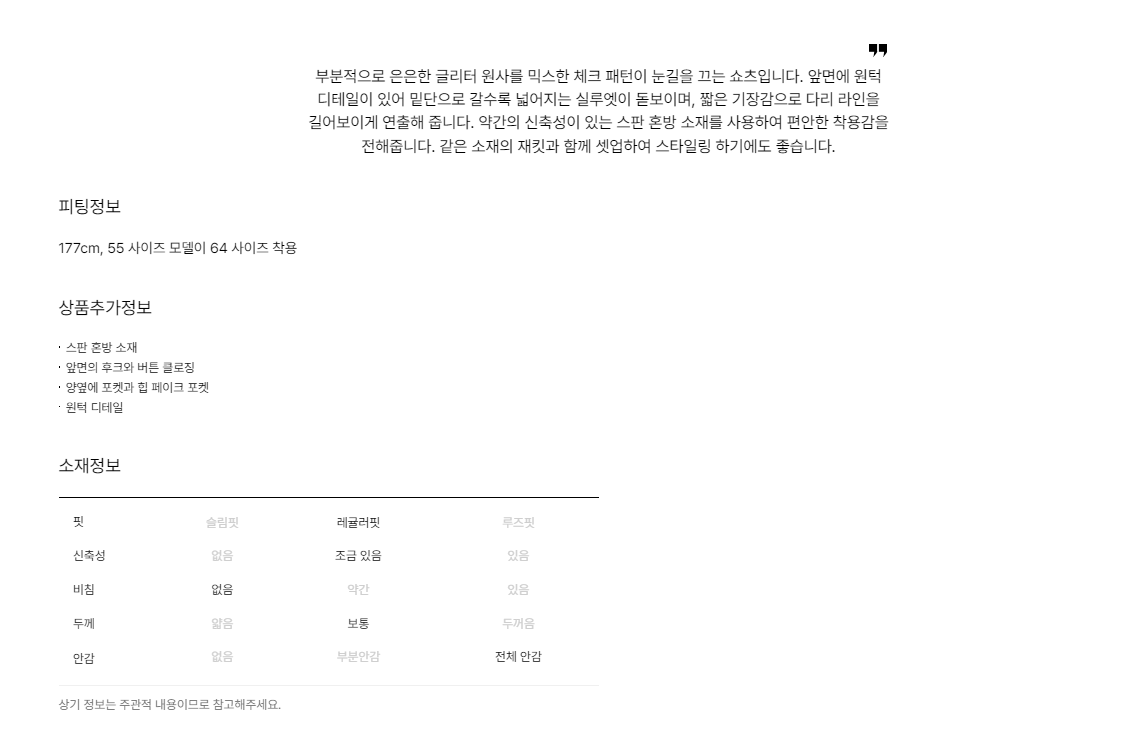 ❞
부분적으로 은은한 글리터 원사를 믹스한 체크 패턴이 눈길을 끄는 쇼츠입니다. 앞면에 원턱
디테일이 있어 밑단으로 갈수록 넓어지는 실루엣이 돋보이며, 짧은 기장감으로 다리 라인을
길어보이게 연출해 줍니다. 약간의 신축성이 있는 스판 혼방 소재를 사용하여 편안한 착용감을
전해줍니다. 같은 소재의 재킷과 함께 셋업하여 스타일링 하기에도 좋습니다.
피팅정보
177cm, 55 사이즈 모델이 64 사이즈 착용
상품추가정보
· 스판 혼방 소재
· 앞면의 후크와 버튼 클로징
· 양옆에 포켓과 힙 페이크 포켓
· 원턱 디테일
소재정보
핏 슬림핏 레귤러핏 루즈핏
신축성 없음 조금 있음 있음
비침 없음 약간 있음
두께 얇음 보통 두꺼움
안감 없음 부분안감 전체 안감
상기 정보는 주관적 내용이므로 참고해주세요.